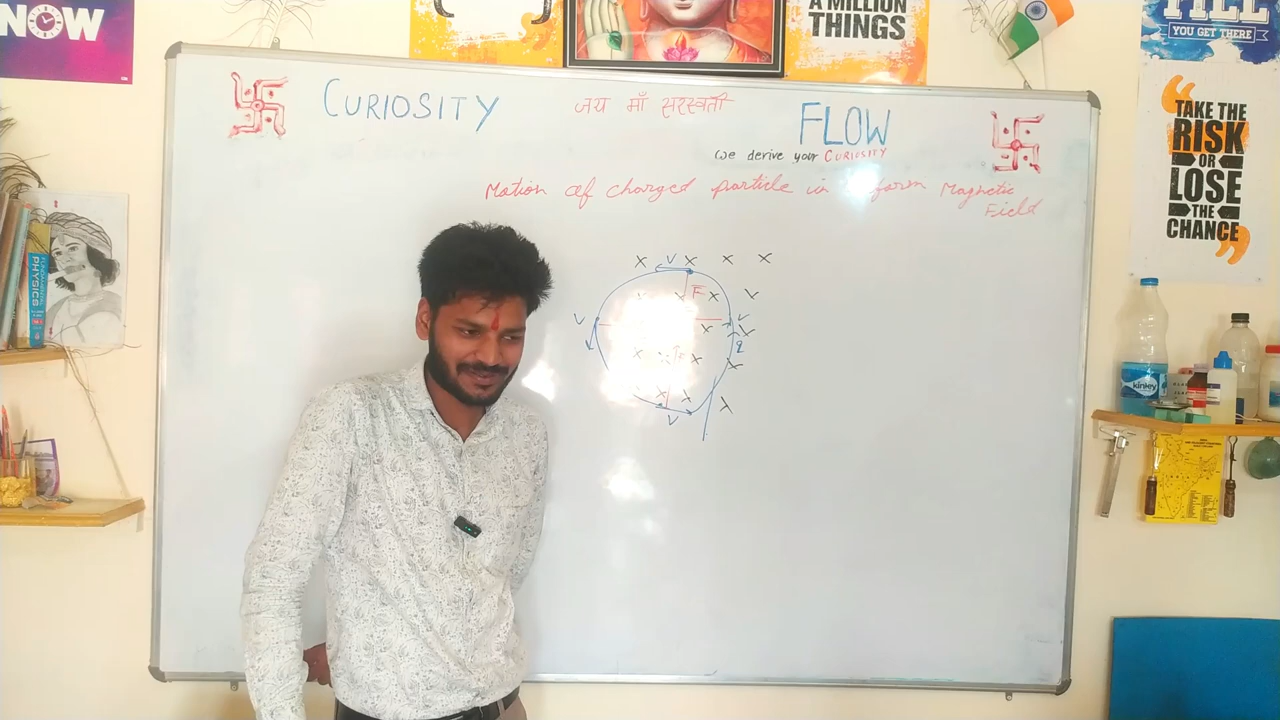 NOW
A MILLION
THINGS
YOU GET THERE
CURIOSITY
जय माँ सरस्वती
FLOW
we derive your CURIOSITY
Motion of charged particle in form Magnetic
Field
TAKE THE
RISK
OR
LOSE
THE
CHANCE
PHYSICS
x v x x x
x x F x x
v x v
x
q
x x x
x x x
v
kinley